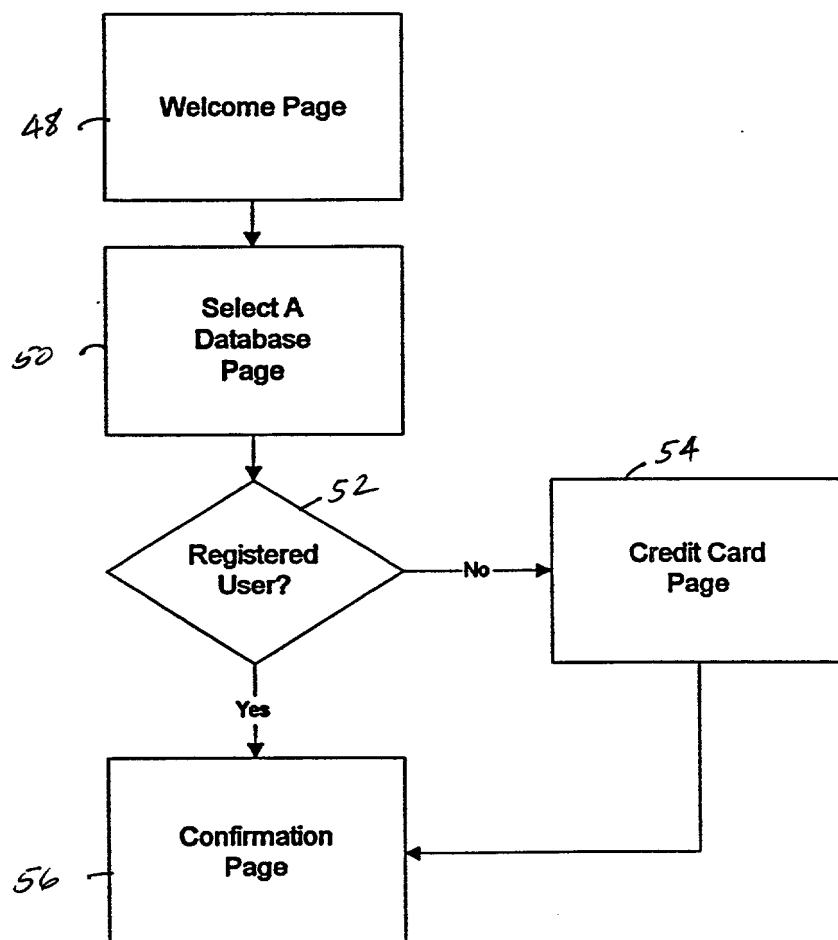 Welcome Page
48
Select A
Database
Page
50
52
54
Registered
User?
No
Credit Card
Page
Yes
Confirmation
Page
56